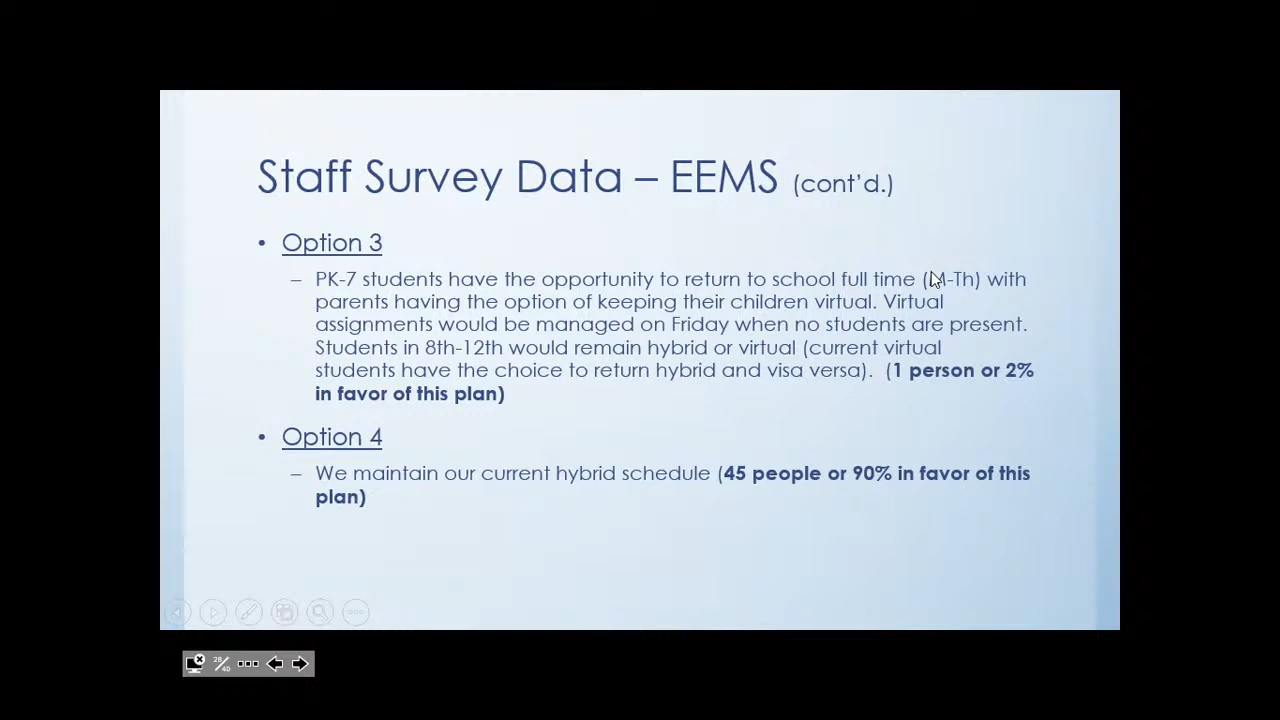 Staff Survey Data – EEMS (cont'd.)
• Option 3
– PK-7 students have the opportunity to return to school full time (M-Th) with
parents having the option of keeping their children virtual. Virtual
assignments would be managed on Friday when no students are present.
Students in 8th-12th would remain hybrid or virtual (current virtual
students have the choice to return hybrid and visa versa). (1 person or 2%
in favor of this plan)
• Option 4
– We maintain our current hybrid schedule (45 people or 90% in favor of this
plan)
28/40